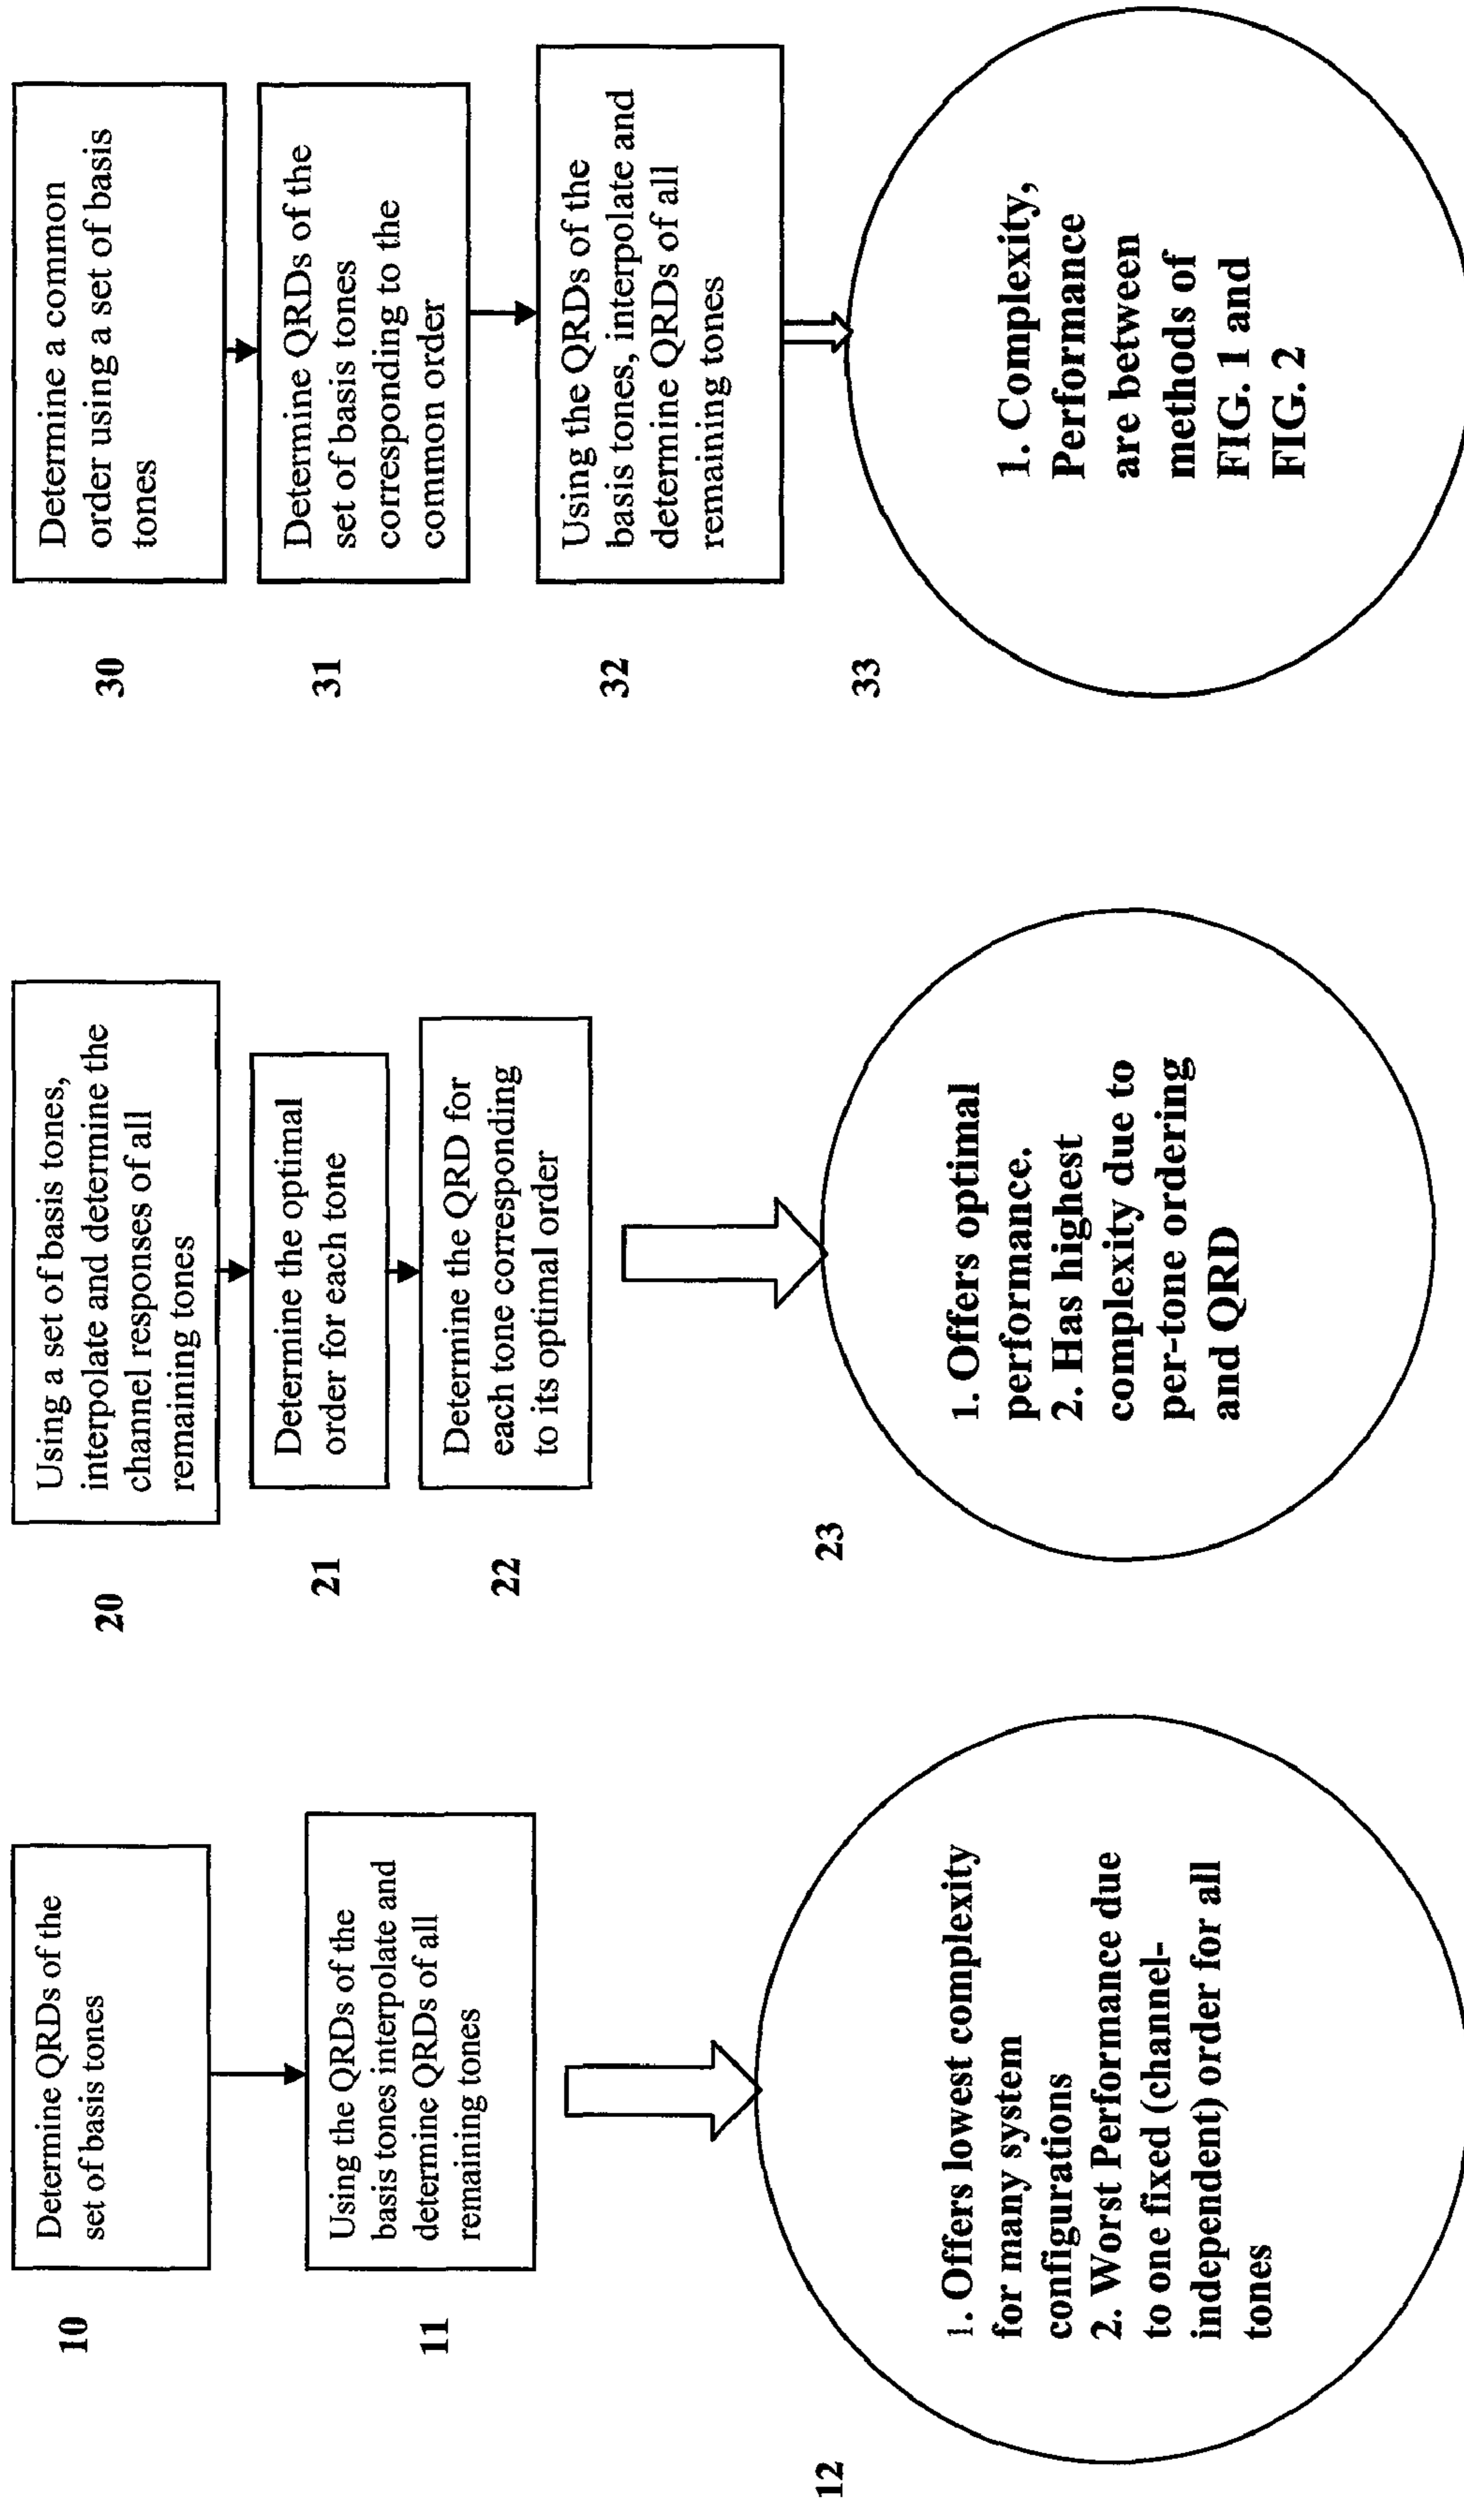 10
Determine QRDs of the
set of basis tones
11
Using the QRDs of the
basis tones interpolate and
determine QRDs of all
remaining tones
12
1. Offers lowest complexity
for many system
configurations
2. Worst Performance due
to one fixed (channel-
independent) order for all
tones
20
Using a set of basis tones,
interpolate and determine the
channel responses of all
remaining tones
21
Determine the optimal
order for each tone
22
Determine the QRD for
each tone corresponding
to its optimal order
23
1. Offers optimal
performance.
2. Has highest
complexity due to
per-tone ordering
and QRD
30
Determine a common
order using a set of basis
tones
31
Determine QRDs of the
set of basis tones
corresponding to the
common order
32
Using the QRDs of the
basis tones, interpolate and
determine QRDs of all
remaining tones
33
1. Complexity,
Performance
are between
methods of
FIG. 1 and
FIG. 2